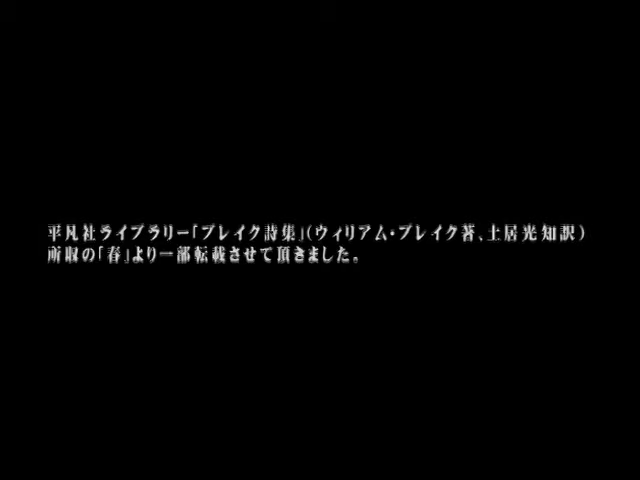 平凡社ライブラリー「ブレイク詩集」(ウィリアム・ブレイク著、土居光知訳)
所収の「春」より一部転載させて頂きました。